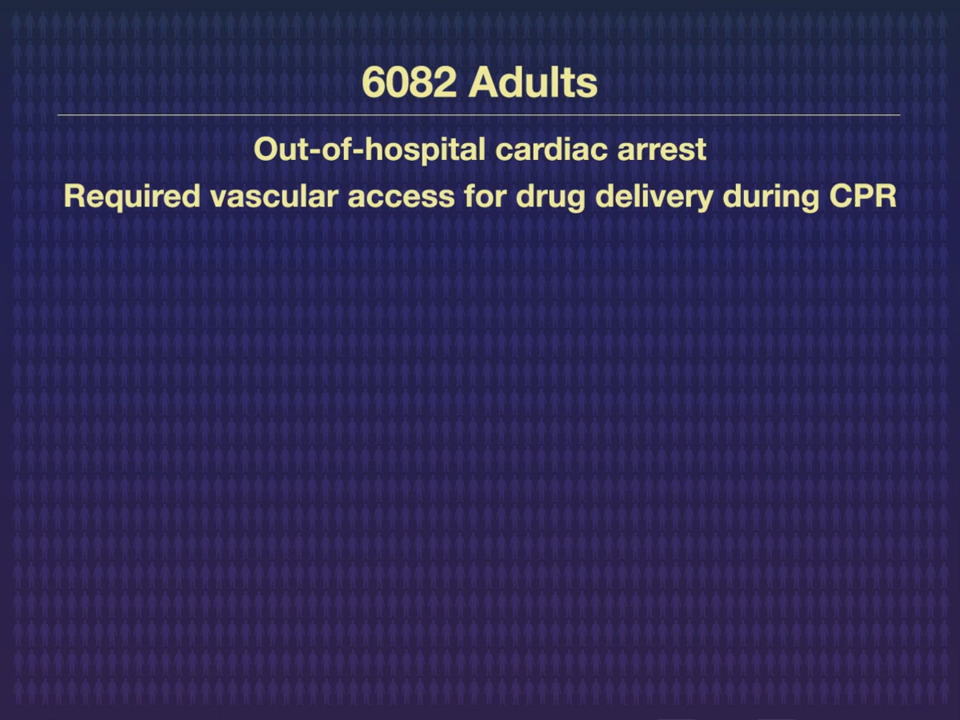 6082 Adults
Out-of-hospital cardiac arrest
Required vascular access for drug delivery during CPR